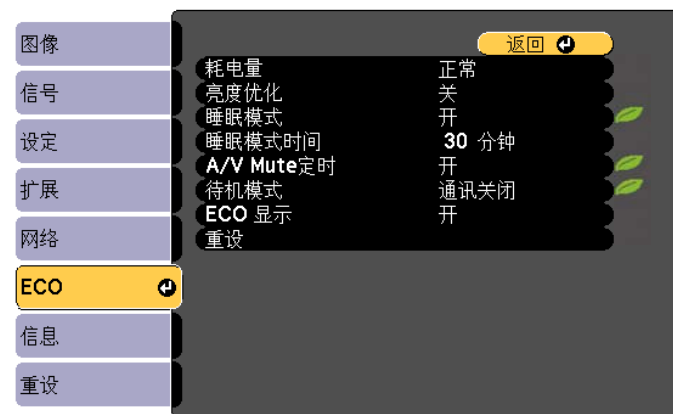 图像
信号
设定
扩展
网络
ECO
信息
重设
返回
耗电量 正常
亮度优化 关
睡眠模式 开
睡眠模式时间 30 分钟
A/V Mute定时 开
待机模式 通讯关闭
ECO 显示 开
重设